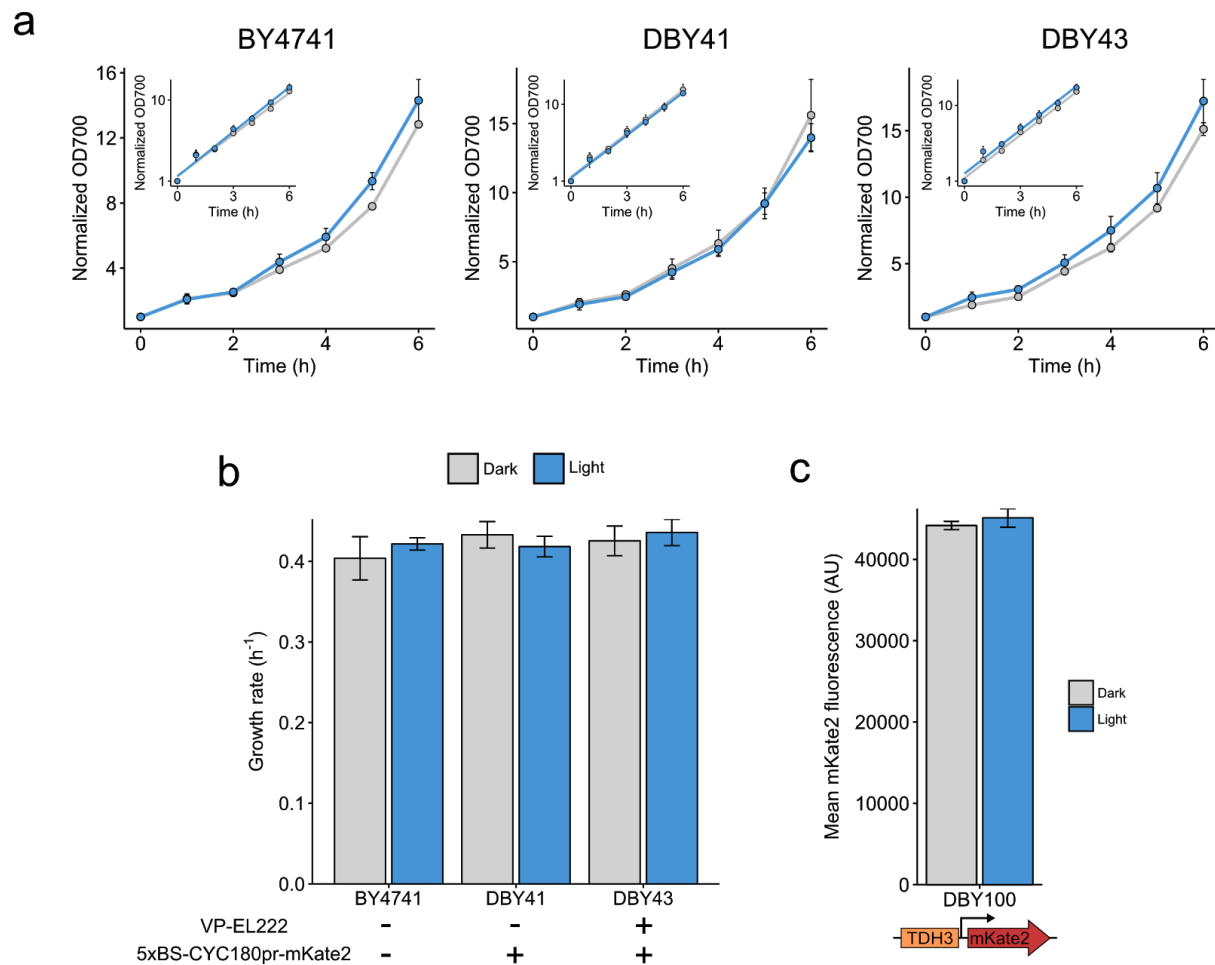 a
BY4741
DBY41
DBY43
Normalized OD700
16
12
8
4
0 2 4 6
Time (h)
Normalized OD700
10
1
0 3 6
Time (h)
Normalized OD700
15
10
5
0 2 4 6
Time (h)
Normalized OD700
10
1
0 3 6
Time (h)
Normalized OD700
15
10
5
0 2 4 6
Time (h)
Normalized OD700
10
1
0 3 6
Time (h)
b
Dark Light
Growth rate (h⁻¹)
0.4
0.3
0.2
0.1
0.0
BY4741 DBY41 DBY43
VP-EL222 - - +
5xBS-CYC180pr-mKate2 - + +
c
Mean mKate2 fluorescence (AU)
40000
30000
20000
10000
0
DBY100
TDH3 mKate2
Dark
Light